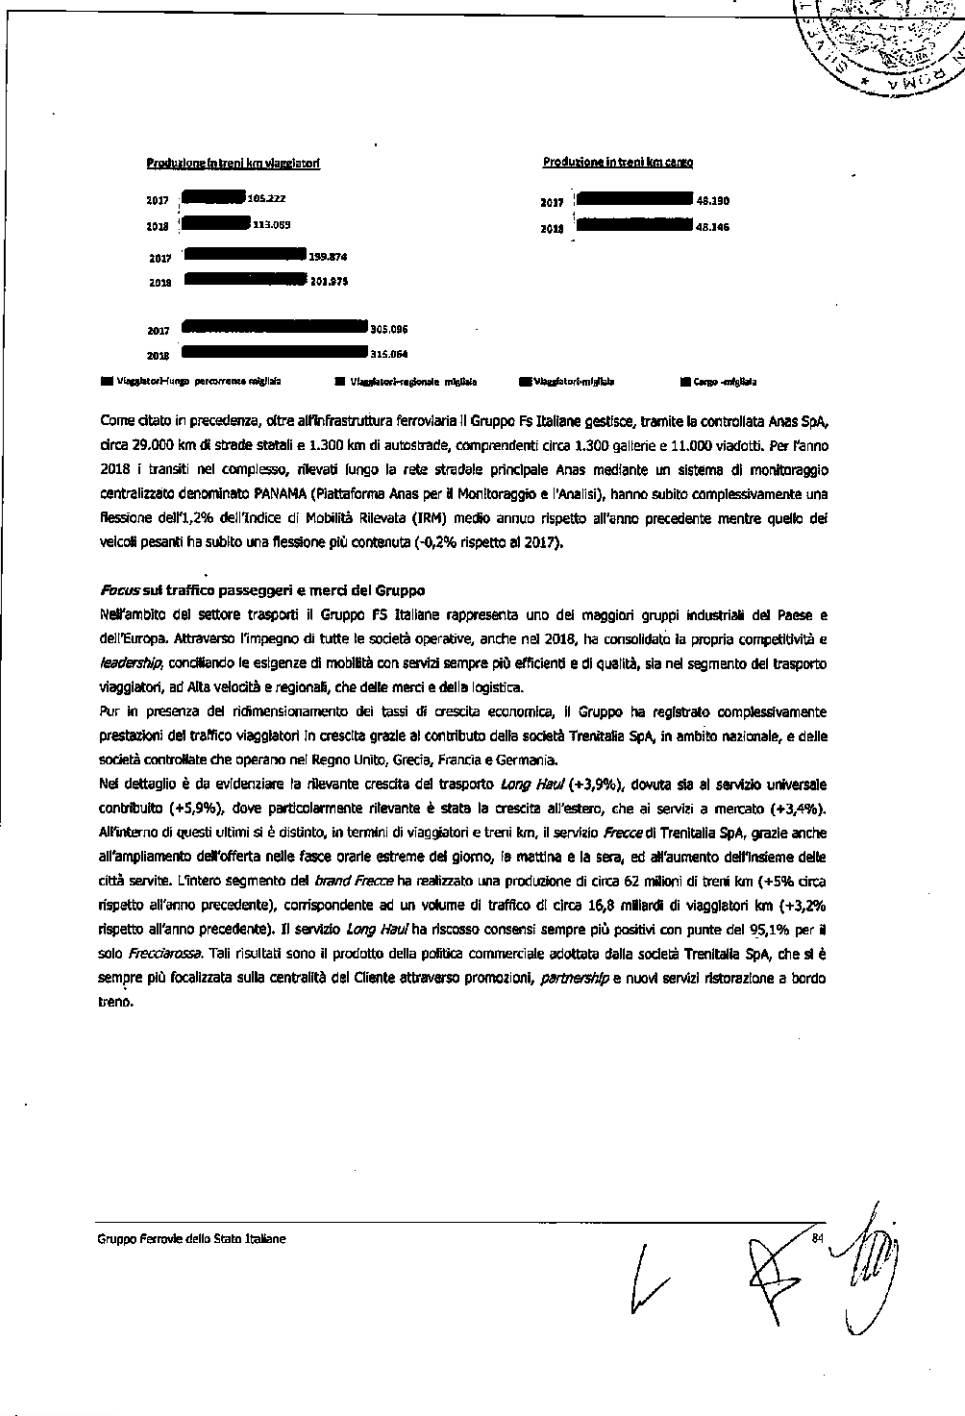 SILVE
IN ROMA *
Produzione in treni km viaggiatori
2017 105.222
2018 113.089
2017 199.874
2018 201.975
2017 305.096
2018 315.064
Produzione in treni km cargo
2017 48.190
2018 48.146
Viaggiatori-lungo percorrenza migliaia
Viaggiatori-regionale migliaia
Viaggiatori-migliaia
Cargo -migliaia
Come citato in precedenza, oltre all'infrastruttura ferroviaria il Gruppo Fs Italiane gestisce, tramite la controllata Anas SpA,
circa 29.000 km di strade statali e 1.300 km di autostrade, comprendenti circa 1.300 gallerie e 11.000 viadotti. Per l'anno
2018 i transiti nel complesso, rilevati lungo la rete stradale principale Anas mediante un sistema di monitoraggio
centralizzato denominato PANAMA (Piattaforma Anas per il Monitoraggio e l'Analisi), hanno subito complessivamente una
flessione dell'1,2% dell'Indice di Mobilità Rilevata (IRM) medio annuo rispetto all'anno precedente mentre quello dei
veicoli pesanti ha subito una flessione più contenuta (-0,2% rispetto al 2017).
Focus sul traffico passeggeri e merci del Gruppo
Nell'ambito del settore trasporti il Gruppo FS Italiane rappresenta uno dei maggiori gruppi industriali del Paese e
dell'Europa. Attraverso l'impegno di tutte le società operative, anche nel 2018, ha consolidato la propria competitività e
leadership, conciliando le esigenze di mobilità con servizi sempre più efficienti e di qualità, sia nel segmento del trasporto
viaggiatori, ad Alta velocità e regionali, che delle merci e della logistica.
Pur in presenza del ridimensionamento dei tassi di crescita economica, il Gruppo ha registrato complessivamente
prestazioni del traffico viaggiatori in crescita grazie al contributo della società Trenitalia SpA, in ambito nazionale, e delle
società controllate che operano nel Regno Unito, Grecia, Francia e Germania.
Nel dettaglio è da evidenziare la rilevante crescita del trasporto Long Haul (+3,9%), dovuta sia al servizio universale
contribuito (+5,9%), dove particolarmente rilevante è stata la crescita all'estero, che ai servizi a mercato (+3,4%).
All'interno di questi ultimi si è distinto, in termini di viaggiatori e treni km, il servizio Frecce di Trenitalia SpA, grazie anche
all'ampliamento dell'offerta nelle fasce orarie estreme del giorno, la mattina e la sera, ed all'aumento dell'insieme delle
città servite. L'intero segmento del brand Frecce ha realizzato una produzione di circa 62 milioni di treni km (+5% circa
rispetto all'anno precedente), corrispondente ad un volume di traffico di circa 16,8 miliardi di viaggiatori km (+3,2%
rispetto all'anno precedente). Il servizio Long Haul ha riscosso consensi sempre più positivi con punte del 95,1% per il
solo Frecciarossa. Tali risultati sono il prodotto della politica commerciale adottata dalla società Trenitalia SpA, che si è
sempre più focalizzata sulla centralità del Cliente attraverso promozioni, partnership e nuovi servizi ristorazione a bordo
treno.
Gruppo Ferrovie dello Stato Italiane
84